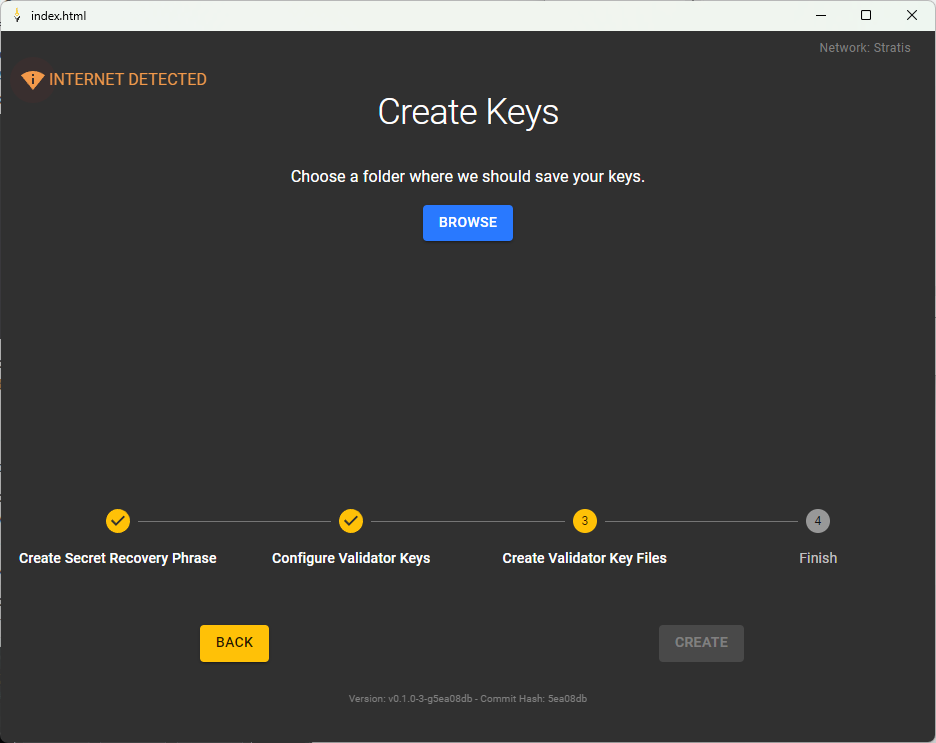 index.html
Network: Stratis
INTERNET DETECTED
Create Keys
Choose a folder where we should save your keys.
BROWSE
3
4
Create Secret Recovery Phrase
Configure Validator Keys
Create Validator Key Files
Finish
BACK
CREATE
Version: v0.1.0-3-g5ea08db - Commit Hash: 5ea08db